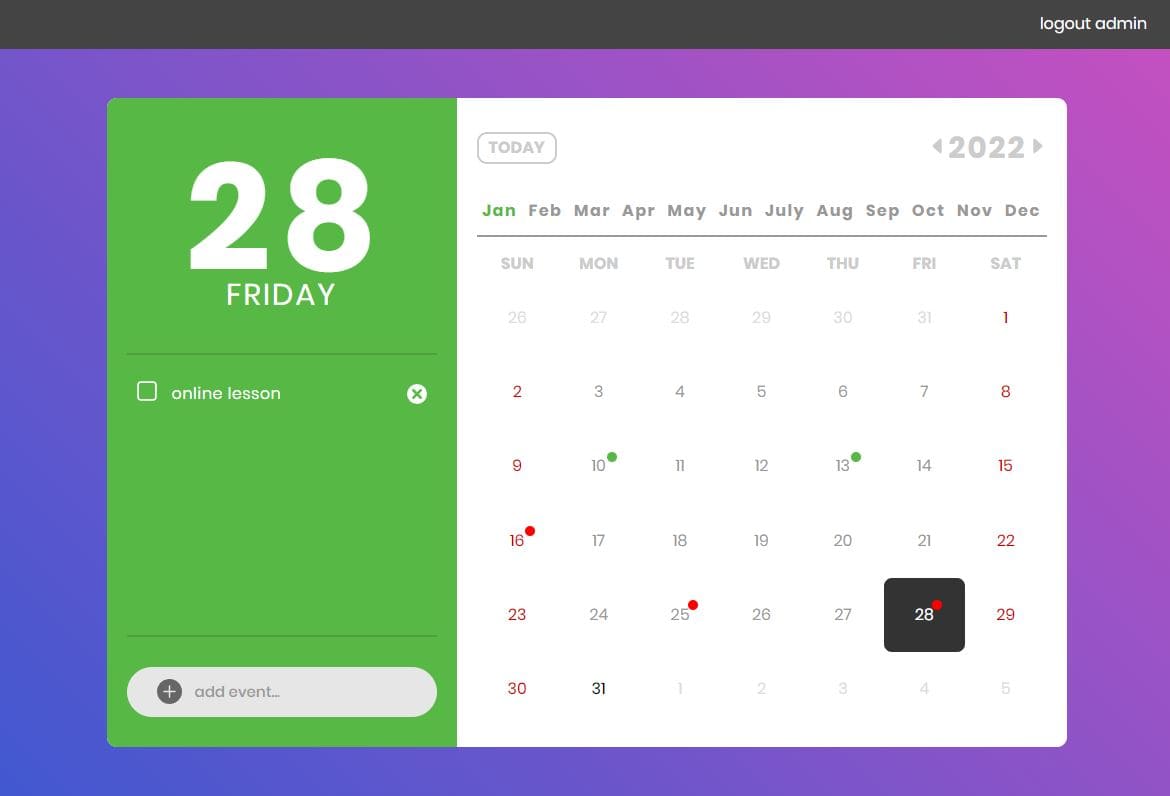 logout admin
28
FRIDAY
online lesson
add event...
TODAY
2022
Jan Feb Mar Apr May Jun July Aug Sep Oct Nov Dec
SUN MON TUE WED THU FRI SAT
26 27 28 29 30 31 1
2 3 4 5 6 7 8
9 10 11 12 13 14 15
16 17 18 19 20 21 22
23 24 25 26 27 28 29
30 31 1 2 3 4 5